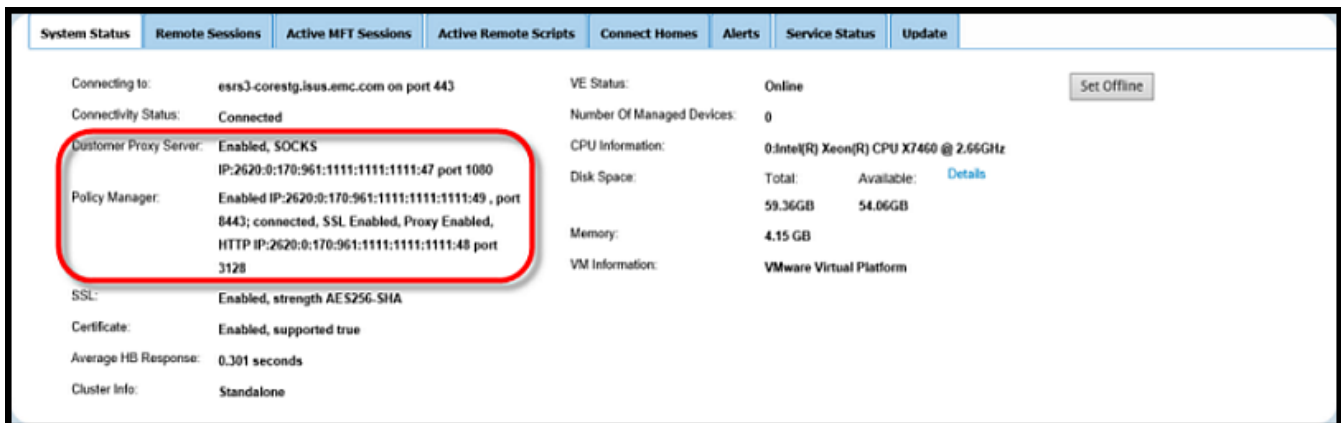 System Status Remote Sessions Active MFT Sessions Active Remote Scripts Connect Homes Alerts Service Status Update
Connecting to: esrs3-corestg.isus.emc.com on port 443
Connectivity Status: Connected
Customer Proxy Server: Enabled, SOCKS
IP:2620:0:170:961:1111:1111:1111:47 port 1080
Policy Manager: Enabled IP:2620:0:170:961:1111:1111:1111:49 , port
8443; connected, SSL Enabled, Proxy Enabled,
HTTP IP:2620:0:170:961:1111:1111:1111:48 port
3128
SSL: Enabled, strength AES256-SHA
Certificate: Enabled, supported true
Average HB Response: 0.301 seconds
Cluster Info: Standalone
VE Status: Online
Set Offline
Number Of Managed Devices: 0
CPU Information: 0:Intel(R) Xeon(R) CPU X7460 @ 2.66GHz
Disk Space: Total: Available: Details
59.36GB 54.06GB
Memory: 4.15 GB
VM Information: VMware Virtual Platform